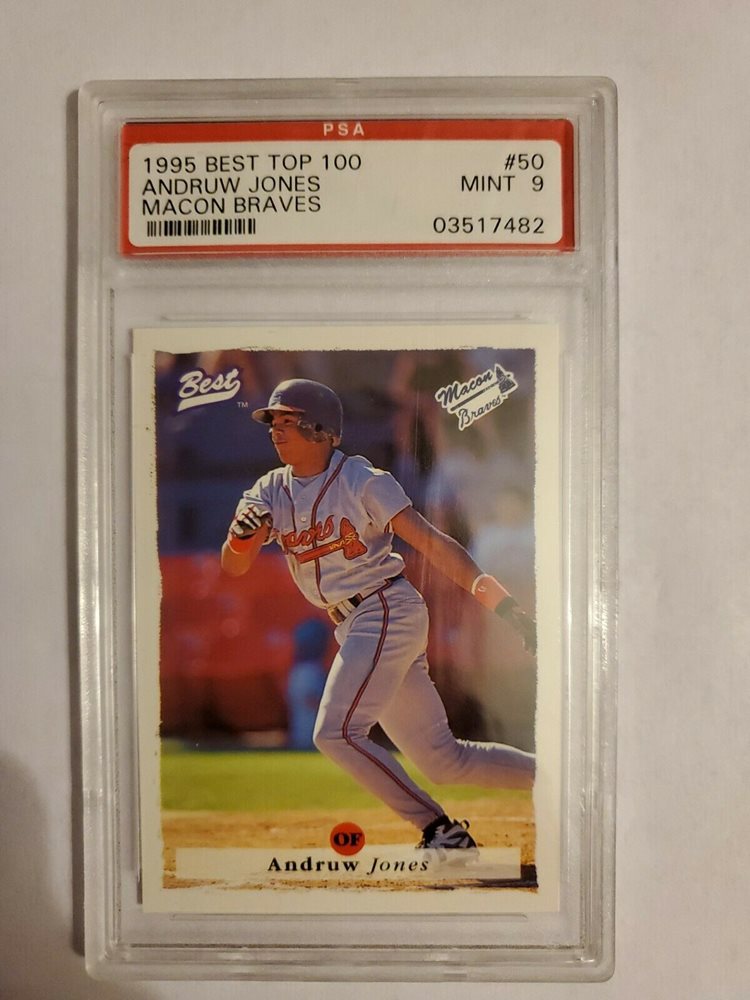 PSA
1995 BEST TOP 100 #50
ANDRUW JONES MINT 9
MACON BRAVES
03517482
Best
TM
Macon
Braves
OF
Andruw Jones